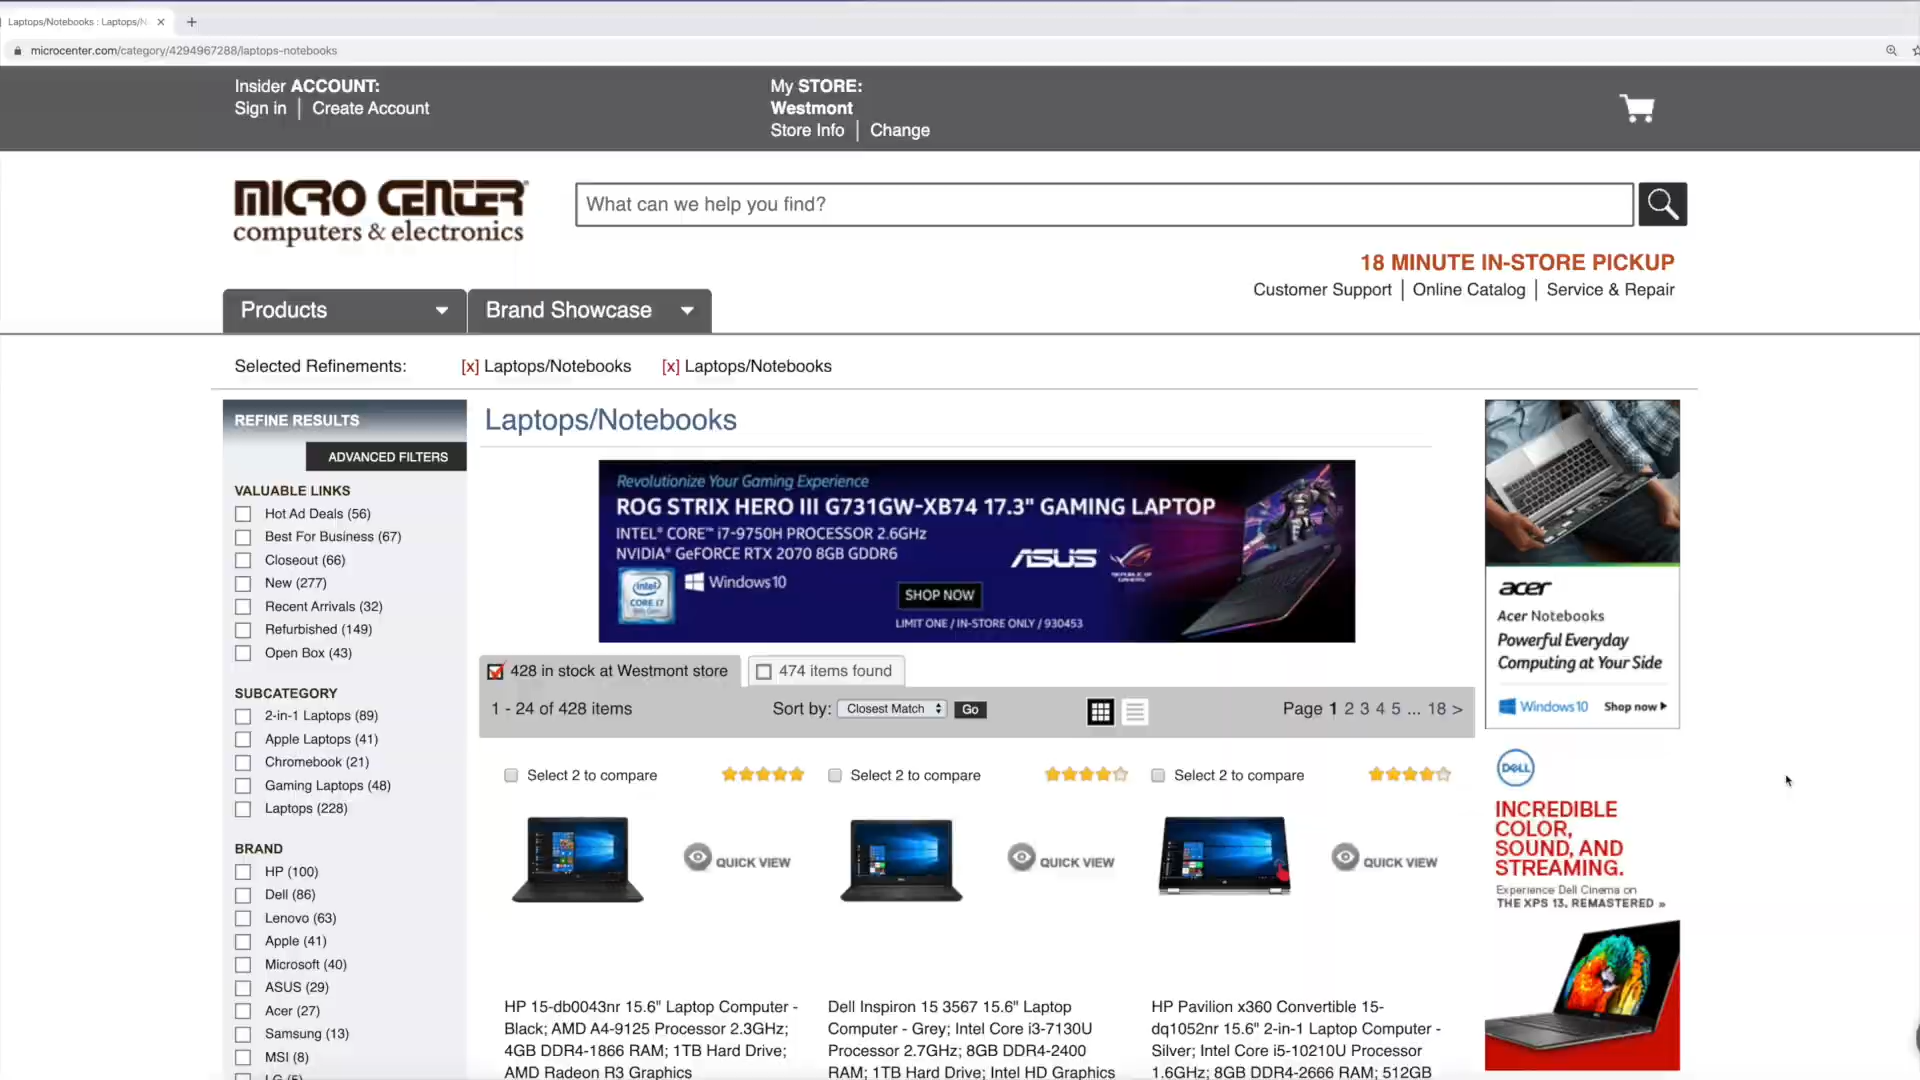 Laptops/Notebooks : Laptops/N
microcenter.com/category/4294967288/laptops-notebooks
Insider ACCOUNT:
Sign in | Create Account
My STORE:
Westmont
Store Info | Change
MICRO CENTER
computers & electronics
What can we help you find?
18 MINUTE IN-STORE PICKUP
Customer Support | Online Catalog | Service & Repair
Products
Brand Showcase
Selected Refinements: [x] Laptops/Notebooks [x] Laptops/Notebooks
REFINE RESULTS
ADVANCED FILTERS
VALUABLE LINKS
Hot Ad Deals (56)
Best For Business (67)
Closeout (66)
New (277)
Recent Arrivals (32)
Refurbished (149)
Open Box (43)
SUBCATEGORY
2-in-1 Laptops (89)
Apple Laptops (41)
Chromebook (21)
Gaming Laptops (48)
Laptops (228)
BRAND
HP (100)
Dell (86)
Lenovo (63)
Apple (41)
Microsoft (40)
ASUS (29)
Acer (27)
Samsung (13)
MSI (8)
LG (5)
Laptops/Notebooks
Revolutionize Your Gaming Experience
ROG STRIX HERO III G731GW-XB74 17.3" GAMING LAPTOP
INTEL® CORE™ i7-9750H PROCESSOR 2.6GHz
NVIDIA® GeFORCE RTX 2070 8GB GDDR6
intel
CORE i7
Windows10
ASUS
REPUBLIC OF
GAMERS
SHOP NOW
LIMIT ONE / IN-STORE ONLY / 930453
428 in stock at Westmont store
474 items found
1 - 24 of 428 items
Sort by: Closest Match Go
Page 1 2 3 4 5 ... 18 >
Select 2 to compare
QUICK VIEW
HP 15-db0043nr 15.6" Laptop Computer -
Black; AMD A4-9125 Processor 2.3GHz;
4GB DDR4-1866 RAM; 1TB Hard Drive;
AMD Radeon R3 Graphics
Select 2 to compare
QUICK VIEW
Dell Inspiron 15 3567 15.6" Laptop
Computer - Grey; Intel Core i3-7130U
Processor 2.7GHz; 8GB DDR4-2400
RAM; 1TB Hard Drive; Intel HD Graphics
Select 2 to compare
QUICK VIEW
HP Pavilion x360 Convertible 15-
dq1052nr 15.6" 2-in-1 Laptop Computer -
Silver; Intel Core i5-10210U Processor
1.6GHz; 8GB DDR4-2666 RAM; 512GB
acer
Acer Notebooks
Powerful Everyday
Computing at Your Side
Windows10
Shop now
DELL
INCREDIBLE
COLOR,
SOUND, AND
STREAMING.
Experience Dell Cinema on
THE XPS 13, REMASTERED »